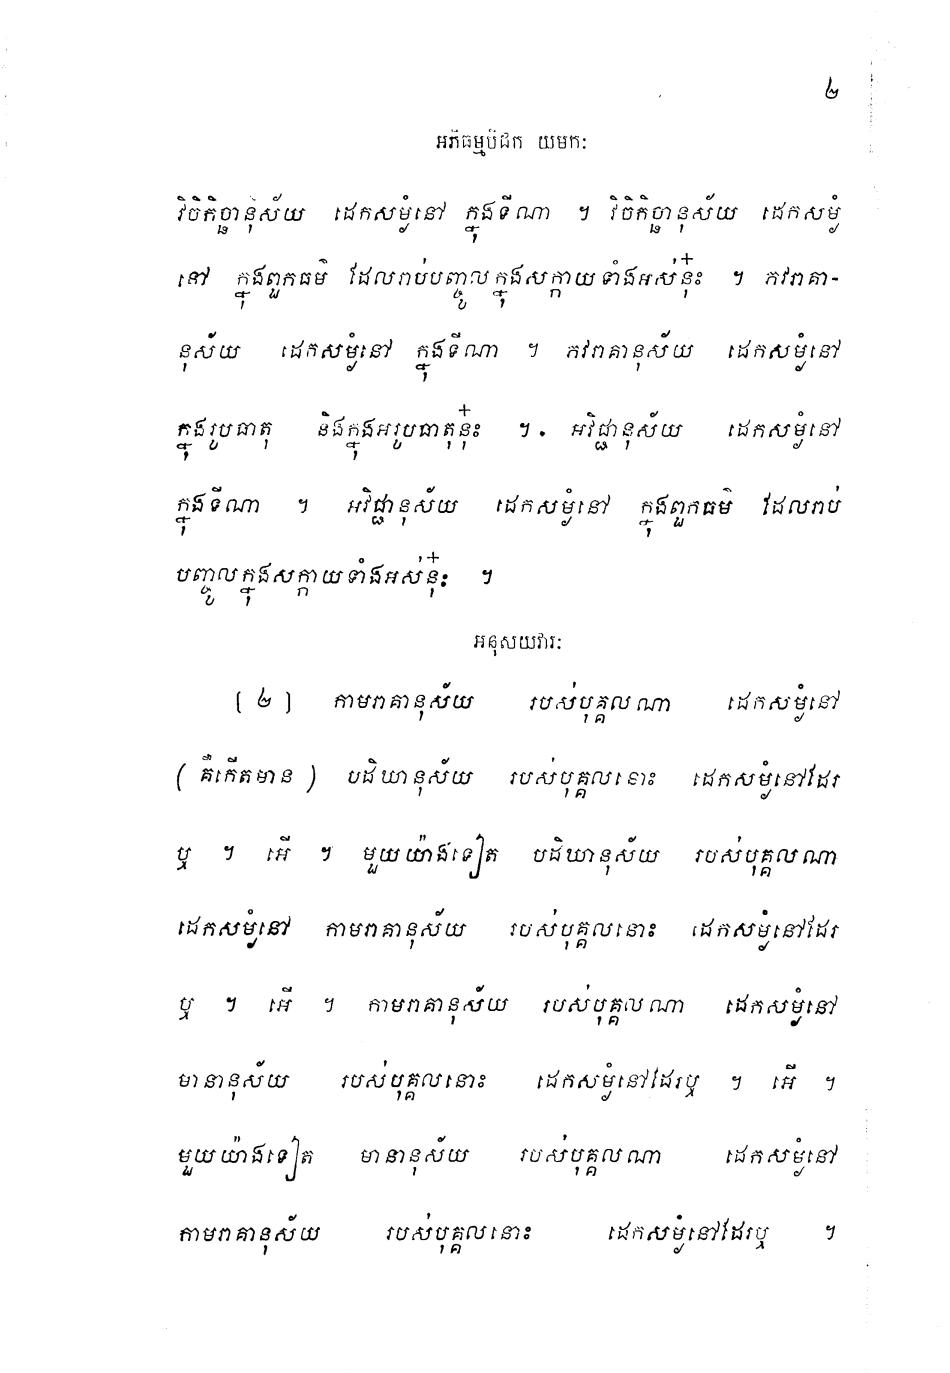 ២
អភិធម្មបិដក យមកៈ
វិចិកិច្ឆានុស័យ ដេកសម្ងំនៅ ក្នុងទីណា ។ វិចិកិច្ឆានុស័យ ដេកសម្ងំ
នៅ ក្នុងពួកធម៌ ដែលរាប់បញ្ចូលក្នុងសក្កាយទាំងអស់នុ៎ះ ។ ភវរាគា-
នុស័យ ដេកសម្ងំនៅ ក្នុងទីណា ។ ភវរាគានុស័យ ដេកសម្ងំនៅ
ក្នុងរូបធាតុ និងក្នុងអរូបធាតុនុ៎ះ ។ អវិជ្ជានុស័យ ដេកសម្ងំនៅ
ក្នុងទីណា ។ អវិជ្ជានុស័យ ដេកសម្ងំនៅ ក្នុងពួកធម៌ ដែលរាប់
បញ្ចូលក្នុងសក្កាយទាំងអស់នុ៎ះ ។
អនុសយវារៈ
[ ២ ] កាមរាគានុស័យ របស់បុគ្គលណា ដេកសម្ងំនៅ
( គឺកើតមាន ) បដិឃានុស័យ របស់បុគ្គលនោះ ដេកសម្ងំនៅដែរ
ឬ ។ អើ ។ មួយយ៉ាងទៀត បដិឃានុស័យ របស់បុគ្គលណា
ដេកសម្ងំនៅ កាមរាគានុស័យ របស់បុគ្គលនោះ ដេកសម្ងំនៅដែរ
ឬ ។ អើ ។ កាមរាគានុស័យ របស់បុគ្គលណា ដេកសម្ងំនៅ
មានានុស័យ របស់បុគ្គលនោះ ដេកសម្ងំនៅដែរឬ ។ អើ ។
មួយយ៉ាងទៀត មានានុស័យ របស់បុគ្គលណា ដេកសម្ងំនៅ
កាមរាគានុស័យ របស់បុគ្គលនោះ ដេកសម្ងំនៅដែរឬ ។